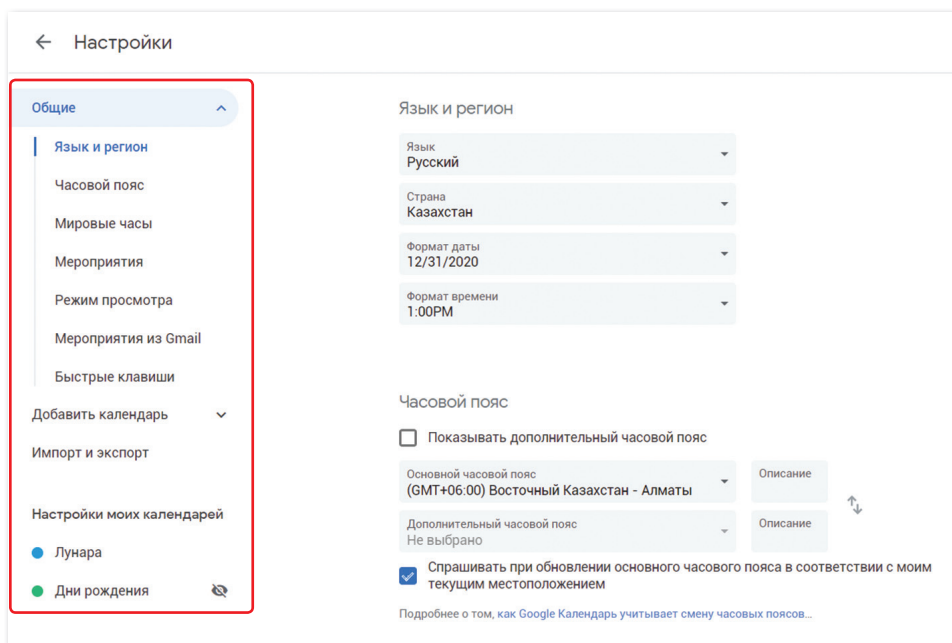 Настройки
Общие
Язык и регион
Часовой пояс
Мировые часы
Мероприятия
Режим просмотра
Мероприятия из Gmail
Быстрые клавиши
Добавить календарь
Импорт и экспорт
Настройки моих календарей
Лунара
Дни рождения
Язык и регион
Язык
Русский
Страна
Казахстан
Формат даты
12/31/2020
Формат времени
1:00PM
Часовой пояс
Показывать дополнительный часовой пояс
Основной часовой пояс
(GMT+06:00) Восточный Казахстан - Алматы
Описание
Дополнительный часовой пояс
Не выбрано
Описание
Спрашивать при обновлении основного часового пояса в соответствии с моим
текущим местоположением
Подробнее о том, как Google Календарь учитывает смену часовых поясов…